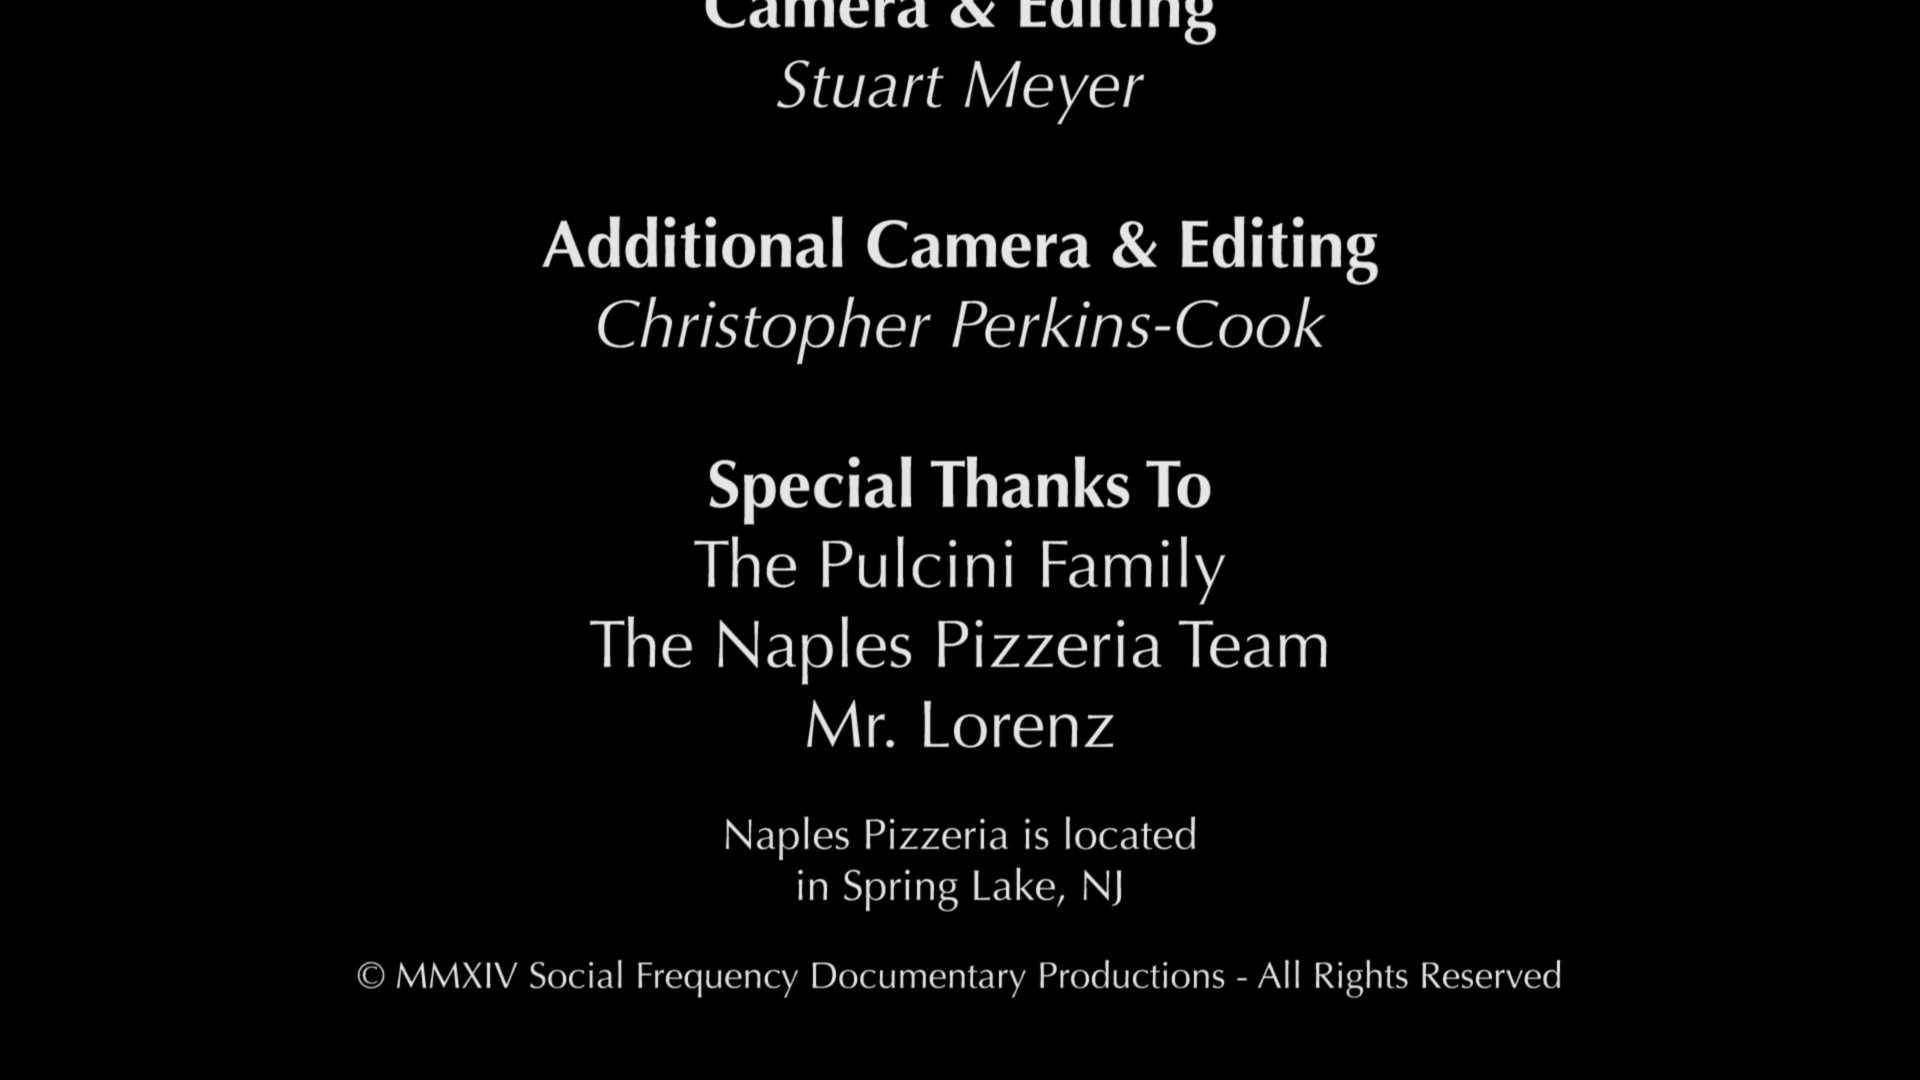 Camera & Editing
Stuart Meyer
Additional Camera & Editing
Christopher Perkins-Cook
Special Thanks To
The Pulcini Family
The Naples Pizzeria Team
Mr. Lorenz
Naples Pizzeria is located
in Spring Lake, NJ
© MMXIV Social Frequency Documentary Productions - All Rights Reserved